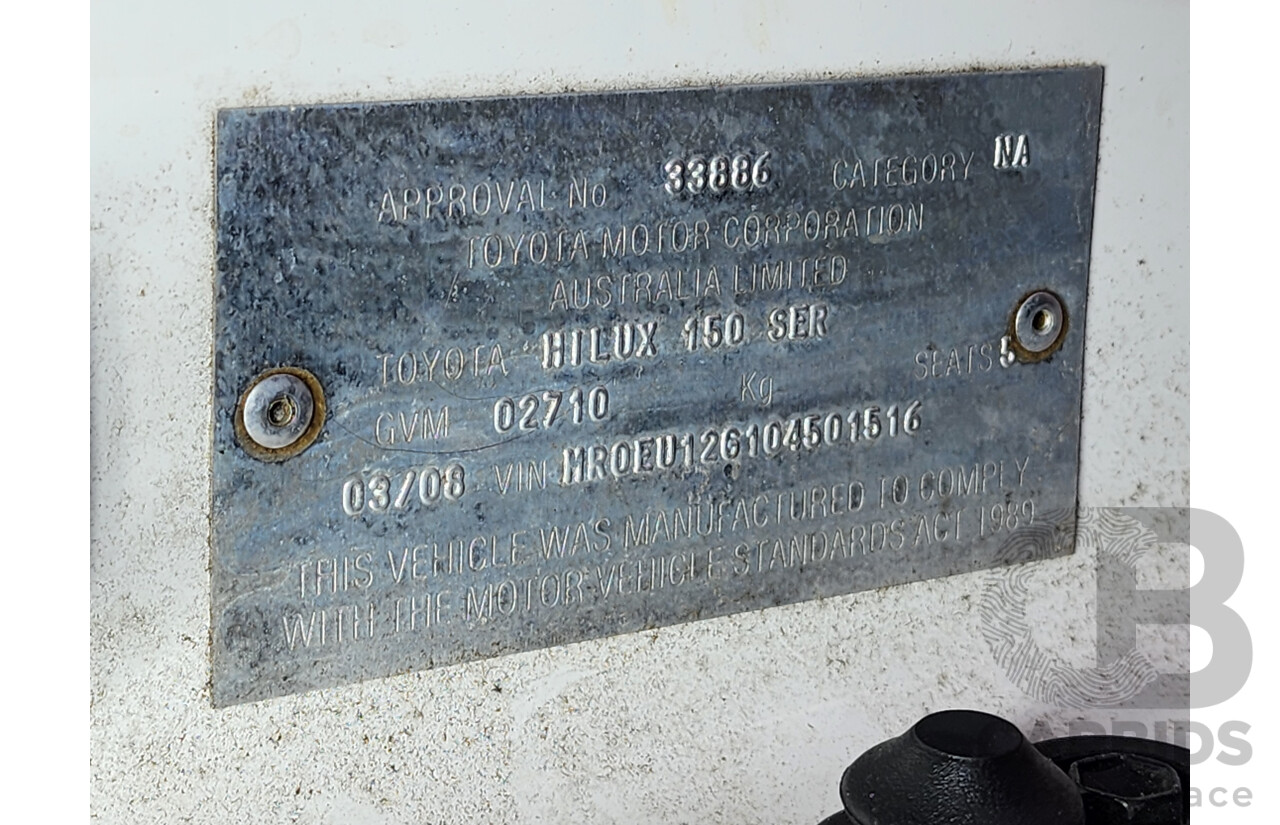 APPROVAL No 33886 CATEGORY NA
TOYOTA MOTOR CORPORATION
AUSTRALIA LIMITED
TOYOTA HILUX 150 SER
GVM 02710 Kg SEATS 5
03/08 VIN MR0EU126104501516
THIS VEHICLE WAS MANUFACTURED TO COMPLY
WITH THE MOTOR VEHICLE STANDARDS ACT 1989